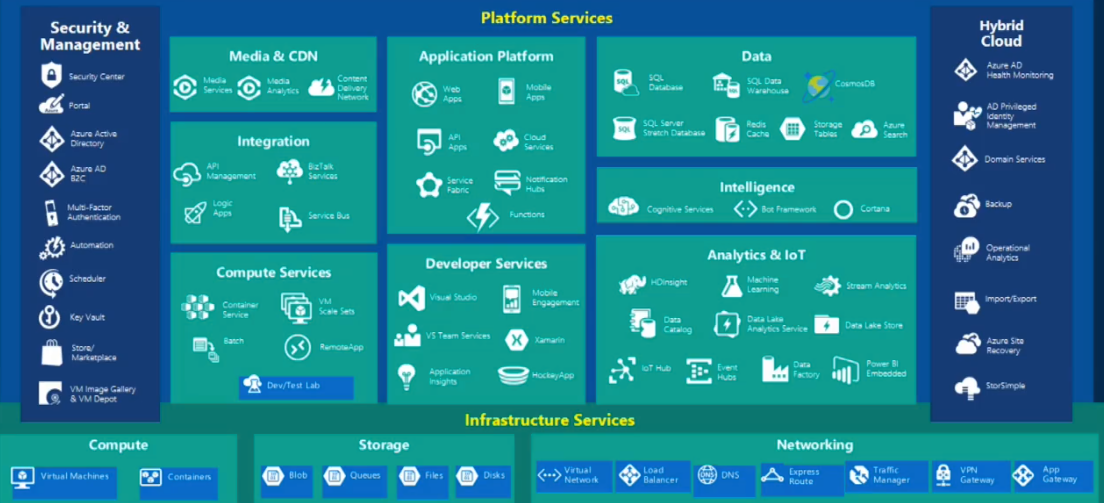 Platform Services
Security &
Management
Security Center
Portal
Azure Active
Directory
Azure AD
B2C
Multi-Factor
Authentication
Automation
Scheduler
Key Vault
Store/
Marketplace
VM Image Gallery
& VM Depot
Media & CDN
Media
Services
Media
Analytics
Content
Delivery
Network
Integration
API
Management
BizTalk
Services
Logic
Apps
Service Bus
Compute Services
Container
Service
VM
Scale Sets
Batch
RemoteApp
Dev/Test Lab
Application Platform
Web
Apps
Mobile
Apps
API
Apps
Cloud
Services
Service
Fabric
Notification
Hubs
Functions
Developer Services
Visual Studio
Mobile
Engagement
VS Team Services
Xamarin
Application
Insights
HockeyApp
Data
SQL
Database
SQL Data
Warehouse
CosmosDB
SQL
SQL Server
Stretch Database
Redis
Cache
Storage
Tables
Azure
Search
Intelligence
Cognitive Services
Bot Framework
Cortana
Analytics & IoT
HDInsight
Machine
Learning
Stream Analytics
Data
Catalog
Data Lake
Analytics Service
Data Lake Store
IoT Hub
Event
Hubs
Data
Factory
Power BI
Embedded
Hybrid
Cloud
Azure AD
Health Monitoring
AD Privileged
Identity
Management
Domain Services
Backup
Operational
Analytics
Import/Export
Azure Site
Recovery
StorSimple
Infrastructure Services
Compute
Virtual Machines
Containers
Storage
Blob
Queues
Files
Disks
Networking
Virtual
Network
Load
Balancer
DNS
DNS
Express
Route
Traffic
Manager
VPN
Gateway
App
Gateway